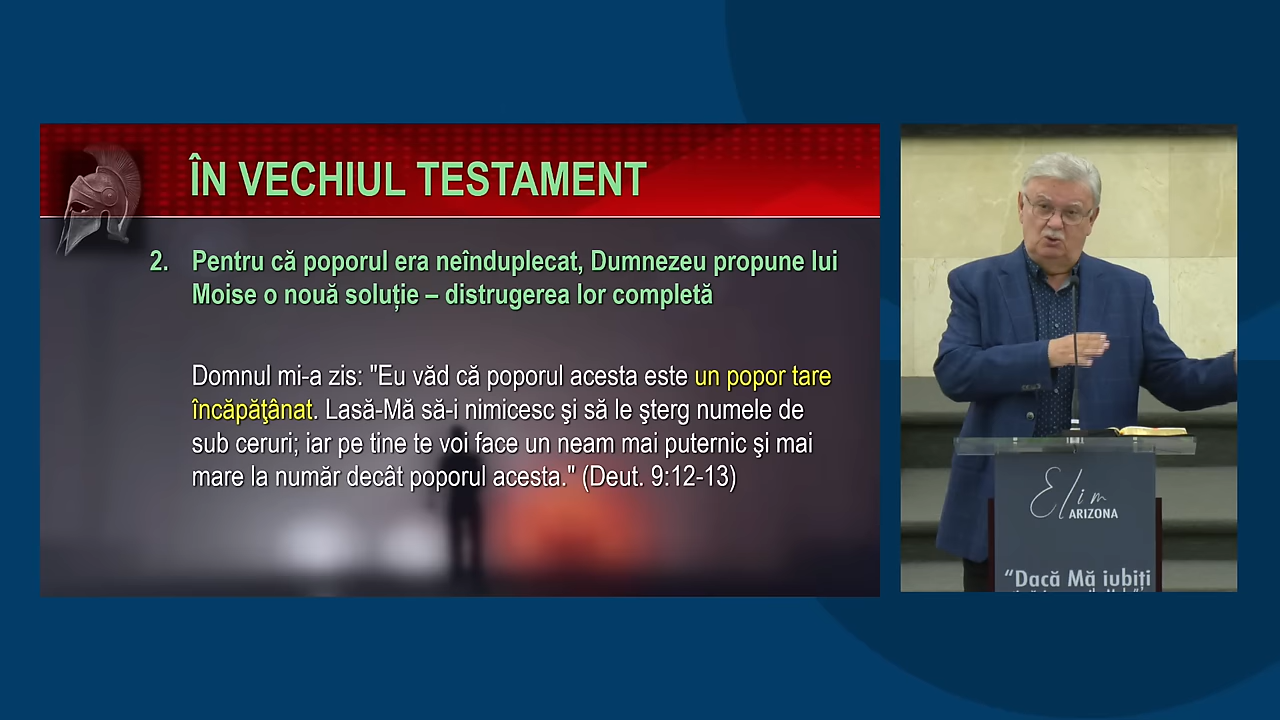 ÎN VECHIUL TESTAMENT
2. Pentru că poporul era neînduplecat, Dumnezeu propune lui
Moise o nouă soluție – distrugerea lor completă
Domnul mi-a zis: "Eu văd că poporul acesta este un popor tare
încăpăţânat. Lasă-Mă să-i nimicesc şi să le şterg numele de
sub ceruri; iar pe tine te voi face un neam mai puternic şi mai
mare la număr decât poporul acesta." (Deut. 9:12-13)
Elim
ARIZONA
“Dacă Mă iubiți